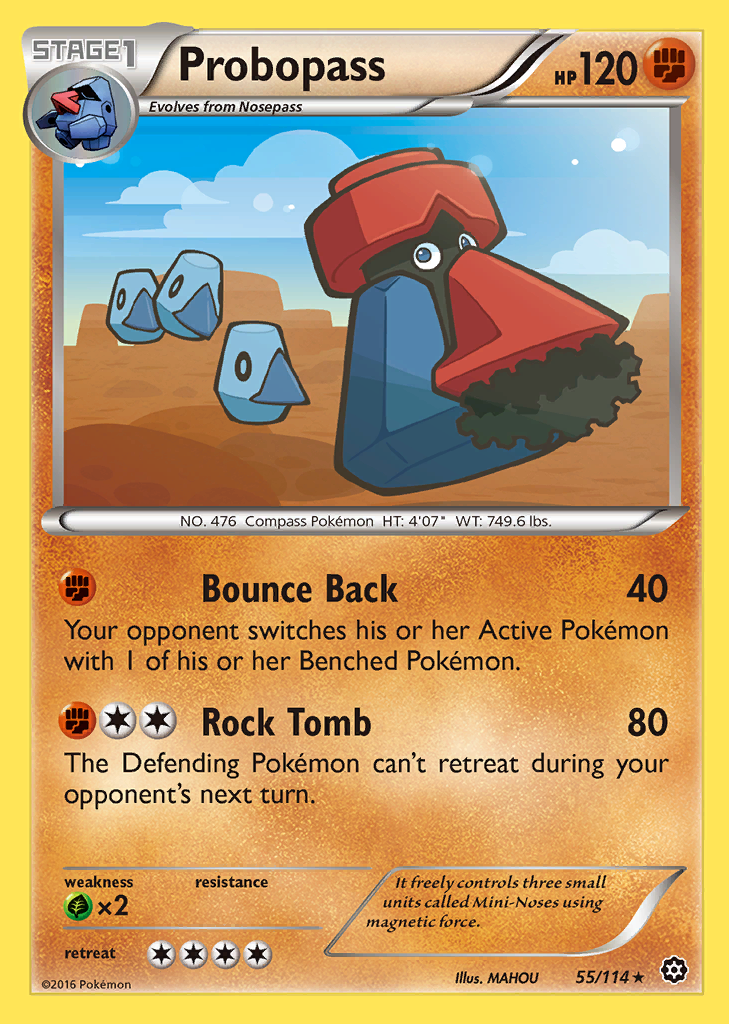 STAGE1
Probopass
HP 120
Evolves from Nosepass
NO. 476 Compass Pokémon HT: 4'07" WT: 749.6 lbs.
Bounce Back 40
Your opponent switches his or her Active Pokémon
with 1 of his or her Benched Pokémon.
Rock Tomb 80
The Defending Pokémon can't retreat during your
opponent's next turn.
weakness resistance
×2
retreat
It freely controls three small
units called Mini-Noses using
magnetic force.
©2016 Pokémon
Illus. MAHOU 55/114 ★